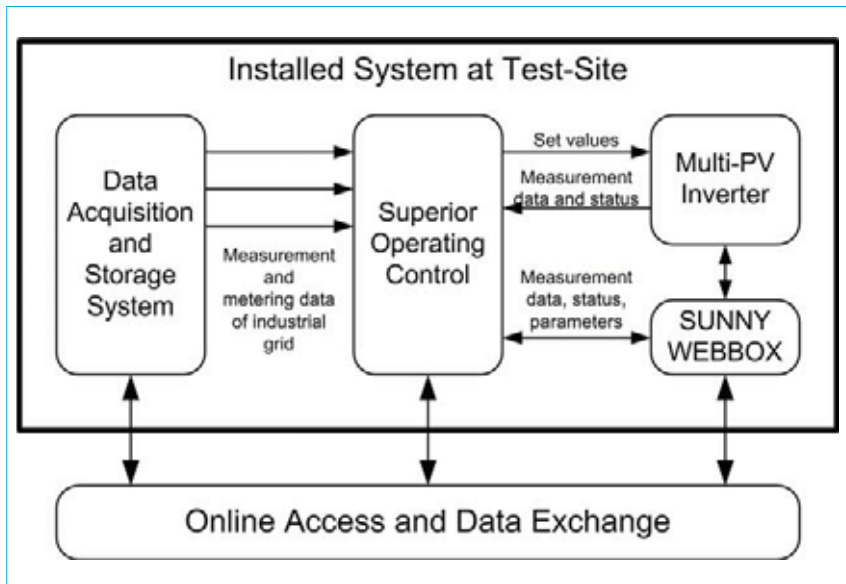 Installed System at Test-Site
Data
Acquisition
and
Storage
System
Measurement
and
metering data
of industrial
grid
Superior
Operating
Control
Set values
Measurement
data and status
Measurement
data, status,
parameters
Multi-PV
Inverter
SUNNY
WEBBOX
Online Access and Data Exchange